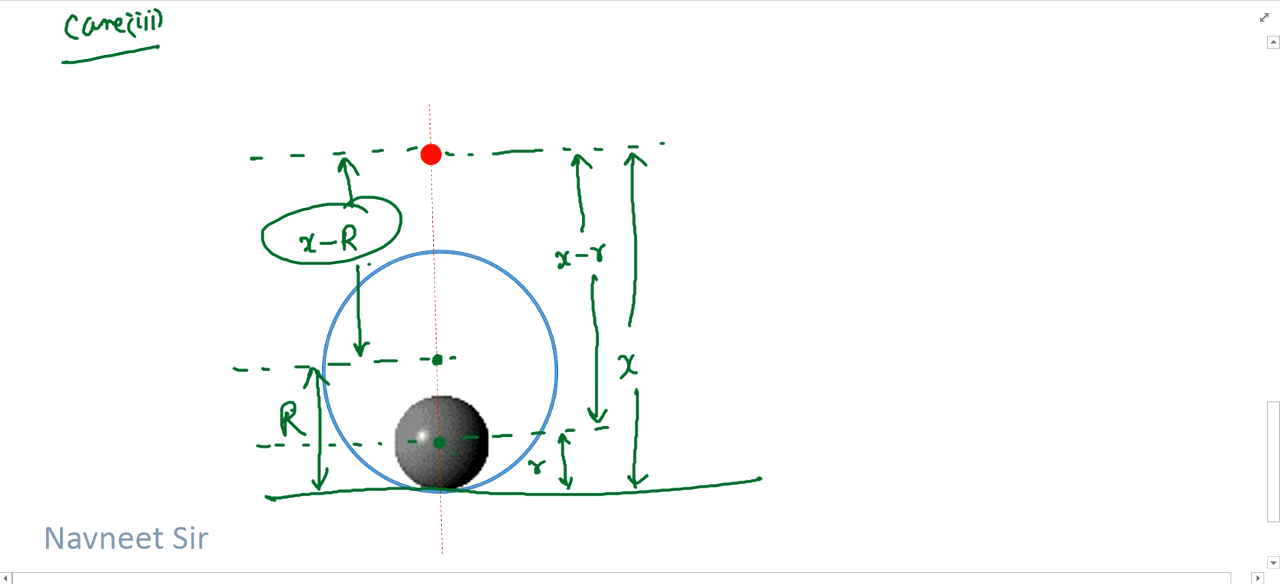 Case(iii)
x-R
x-r
x
R
r
Navneet Sir